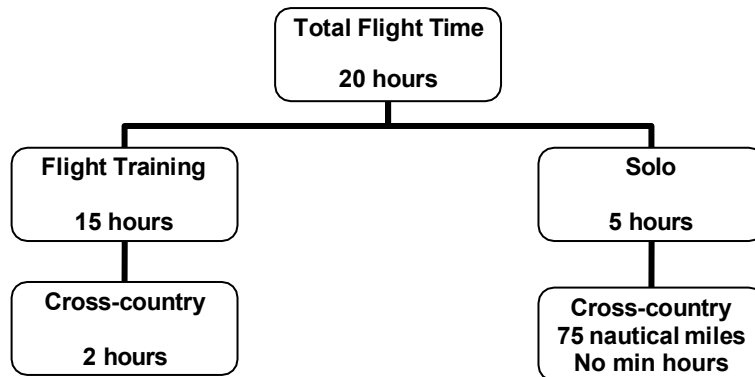 Total Flight Time
20 hours
Flight Training
15 hours
Solo
5 hours
Cross-country
2 hours
Cross-country
75 nautical miles
No min hours